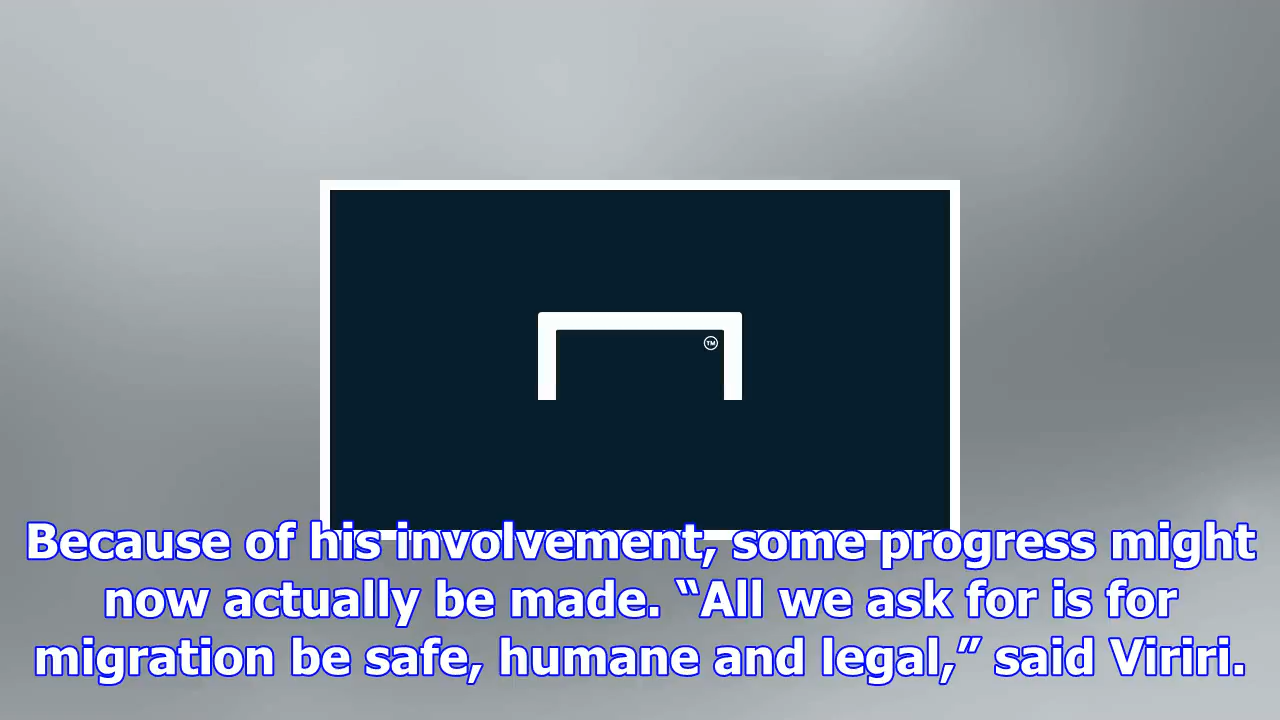 TM
Because of his involvement, some progress might
now actually be made. “All we ask for is for
migration be safe, humane and legal,” said Viriri.